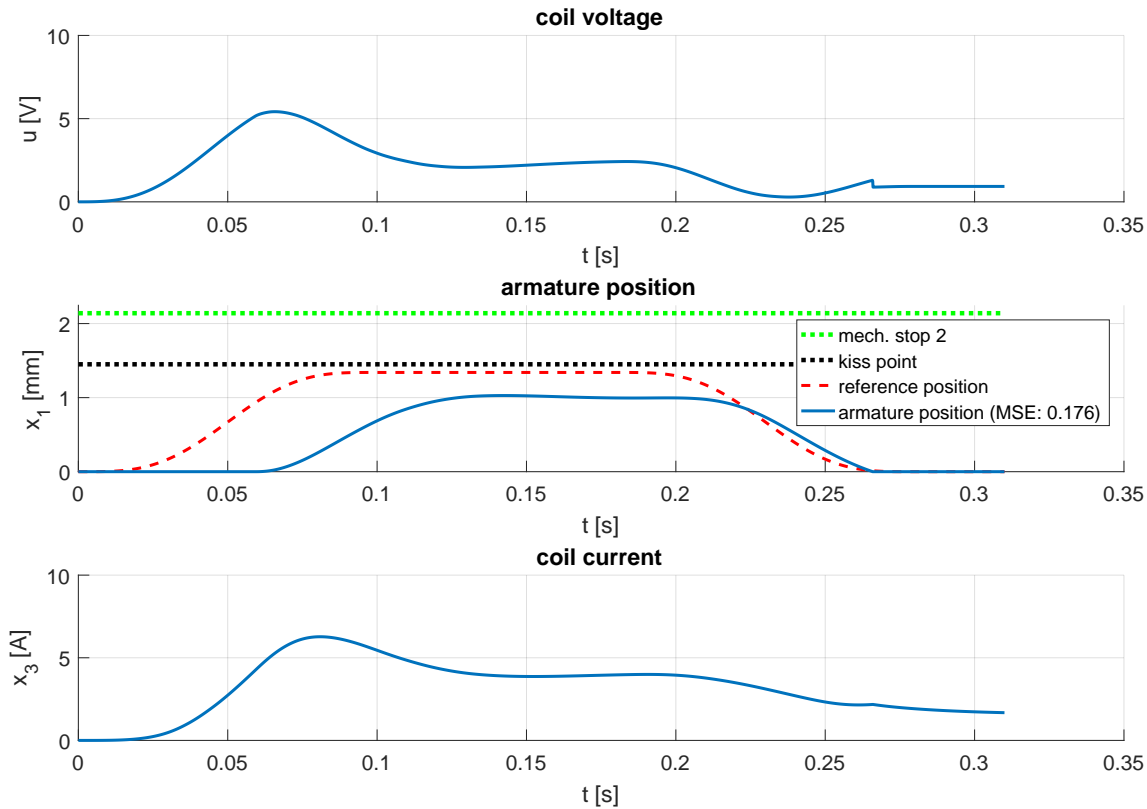 coil voltage
10
5
0
u [V]
0 0.05 0.1 0.15 0.2 0.25 0.3 0.35
t [s]
armature position
2
1
0
x_1 [mm]
mech. stop 2
kiss point
reference position
armature position (MSE: 0.176)
0 0.05 0.1 0.15 0.2 0.25 0.3 0.35
t [s]
coil current
10
5
0
x_3 [A]
0 0.05 0.1 0.15 0.2 0.25 0.3 0.35
t [s]